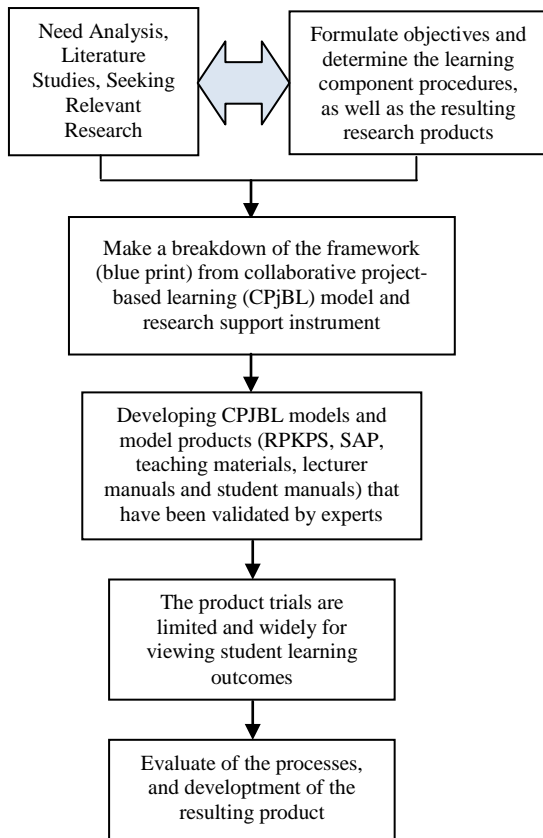 Need Analysis,
Literature
Studies, Seeking
Relevant
Research
Formulate objectives and
determine the learning
component procedures,
as well as the resulting
research products
Make a breakdown of the framework
(blue print) from collaborative project-
based learning (CPjBL) model and
research support instrument
Developing CPJBL models and
model products (RPKPS, SAP,
teaching materials, lecturer
manuals and student manuals) that
have been validated by experts
The product trials are
limited and widely for
viewing student learning
outcomes
Evaluate of the processes,
and developtment of the
resulting product